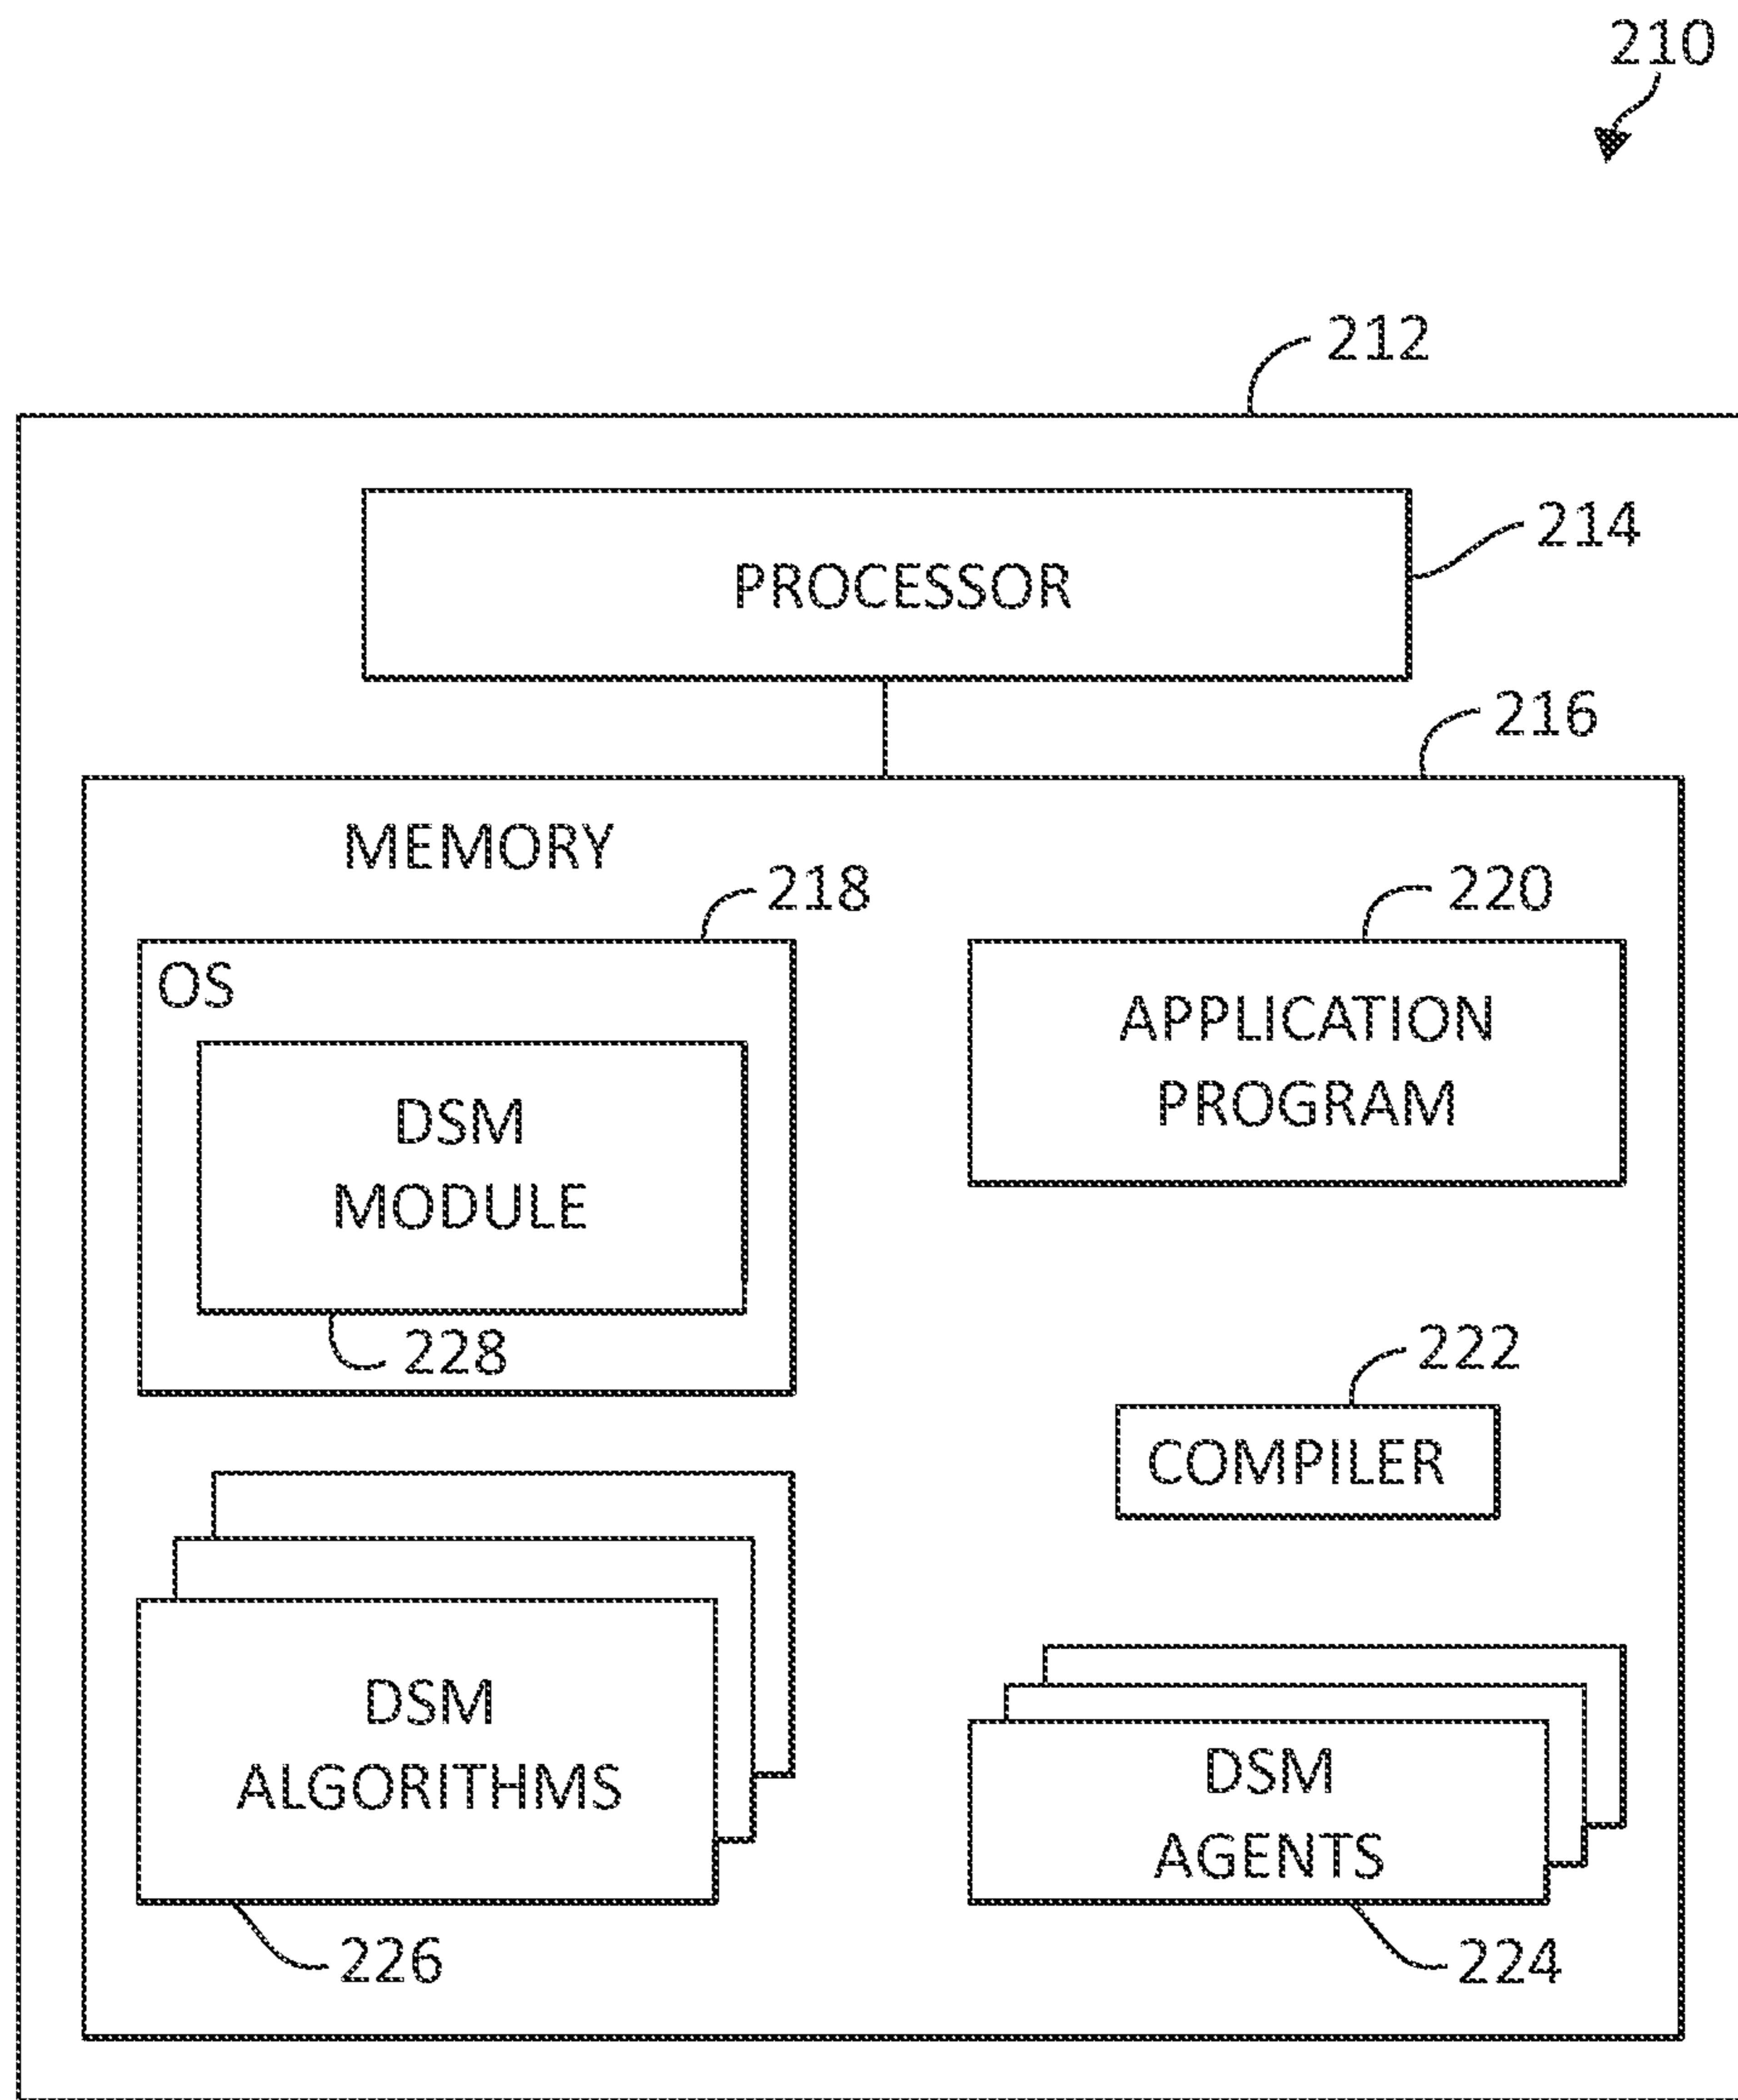 210
212
PROCESSOR
214
216
MEMORY
218
220
OS
APPLICATION
PROGRAM
DSM
MODULE
228
222
COMPILER
DSM
ALGORITHMS
DSM
AGENTS
226
224